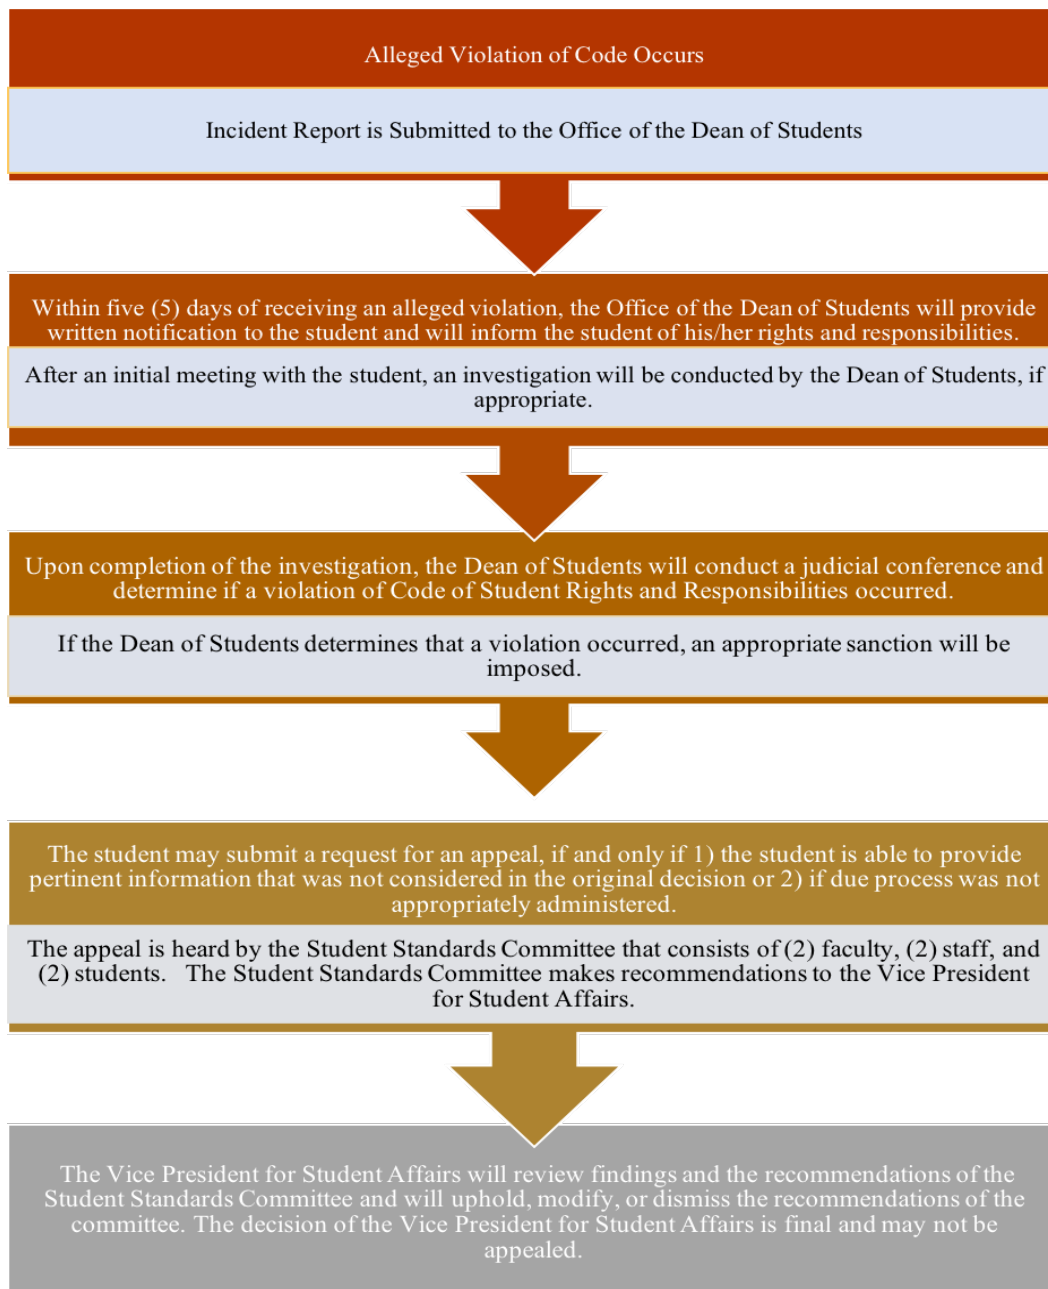 Alleged Violation of Code Occurs
Incident Report is Submitted to the Office of the Dean of Students
Within five (5) days of receiving an alleged violation, the Office of the Dean of Students will provide
written notification to the student and will inform the student of his/her rights and responsibilities.
After an initial meeting with the student, an investigation will be conducted by the Dean of Students, if
appropriate.
Upon completion of the investigation, the Dean of Students will conduct a judicial conference and
determine if a violation of Code of Student Rights and Responsibilities occurred.
If the Dean of Students determines that a violation occurred, an appropriate sanction will be
imposed.
The student may submit a request for an appeal, if and only if 1) the student is able to provide
pertinent information that was not considered in the original decision or 2) if due process was not
appropriately administered.
The appeal is heard by the Student Standards Committee that consists of (2) faculty, (2) staff, and
(2) students.   The Student Standards Committee makes recommendations to the Vice President
for Student Affairs.
The Vice President for Student Affairs will review findings and the recommendations of the
Student Standards Committee and will uphold, modify, or dismiss the recommendations of the
committee. The decision of the Vice President for Student Affairs is final and may not be
appealed.